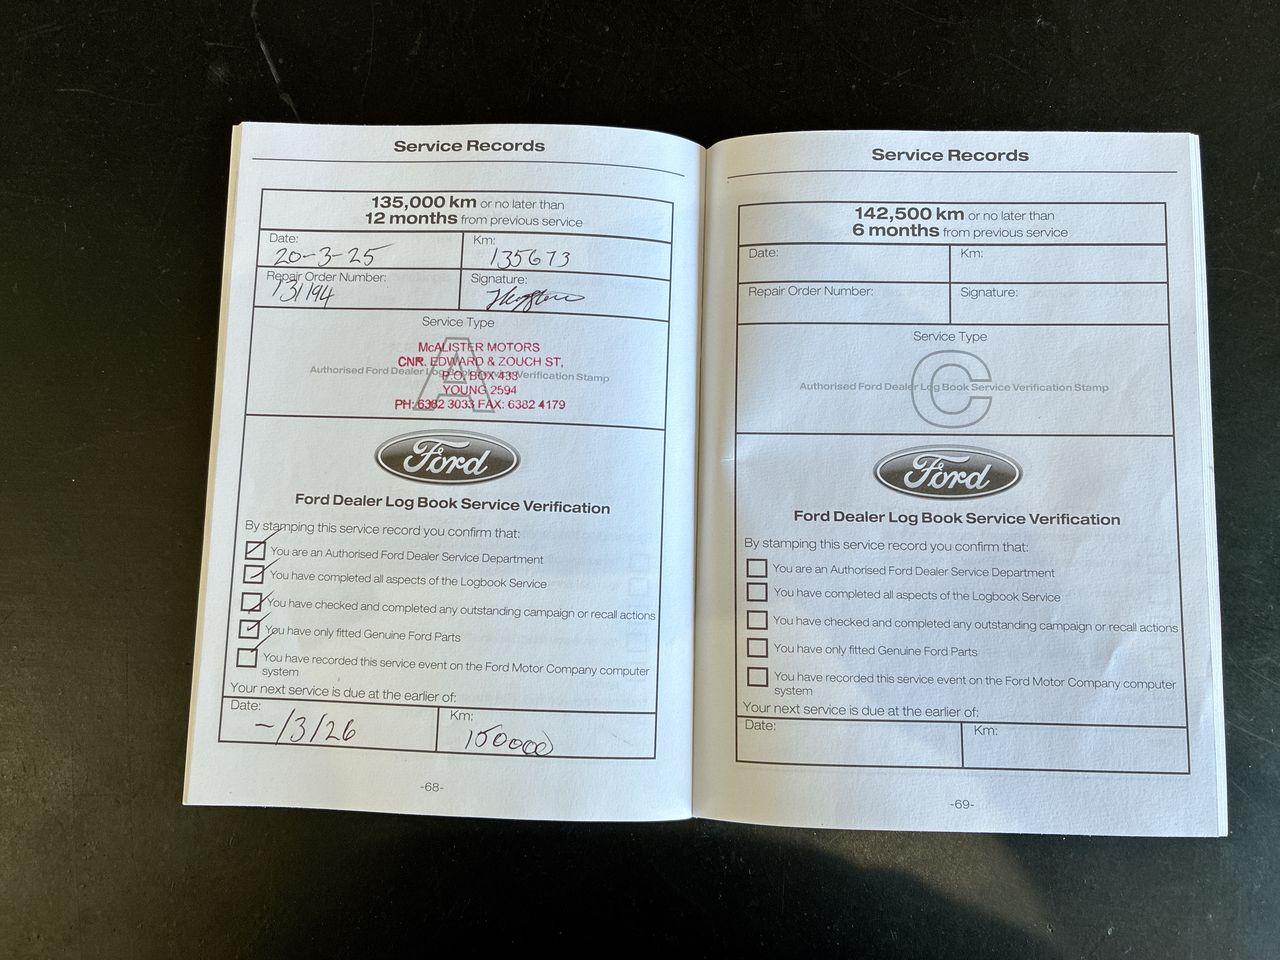 Service Records
135,000 km or no later than
12 months from previous service
Date:
20-3-25
Km:
135673
Repair Order Number:
131194
Signature:
Service Type
A
Authorised Ford Dealer Log Book Service Verification Stamp
McALISTER MOTORS
CNR. EDWARD & ZOUCH ST,
P.O. BOX 433
YOUNG 2594
PH: 6382 3033 FAX: 6382 4179
Ford
Ford Dealer Log Book Service Verification
By stamping this service record you confirm that:
You are an Authorised Ford Dealer Service Department
You have completed all aspects of the Logbook Service
You have checked and completed any outstanding campaign or recall actions
You have only fitted Genuine Ford Parts
You have recorded this service event on the Ford Motor Company computer
system
Your next service is due at the earlier of:
Date:
-/3/26
Km:
150000
-68-
Service Records
142,500 km or no later than
6 months from previous service
Date:
Km:
Repair Order Number:
Signature:
Service Type
C
Authorised Ford Dealer Log Book Service Verification Stamp
Ford
Ford Dealer Log Book Service Verification
By stamping this service record you confirm that:
You are an Authorised Ford Dealer Service Department
You have completed all aspects of the Logbook Service
You have checked and completed any outstanding campaign or recall actions
You have only fitted Genuine Ford Parts
You have recorded this service event on the Ford Motor Company computer
system
Your next service is due at the earlier of:
Date:
Km:
-69-